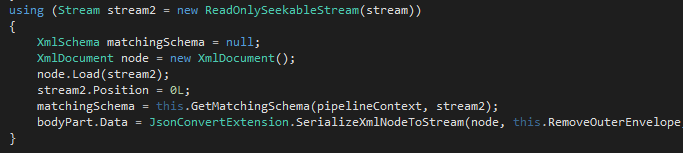 using (Stream stream2 = new ReadOnlySeekableStream(stream))
{
XmlSchema matchingSchema = null;
XmlDocument node = new XmlDocument();
node.Load(stream2);
stream2.Position = 0L;
matchingSchema = this.GetMatchingSchema(pipelineContext, stream2);
bodyPart.Data = JsonConvertExtension.SerializeXmlNodeToStream(node, this.RemoveOuterEnvelope,
}